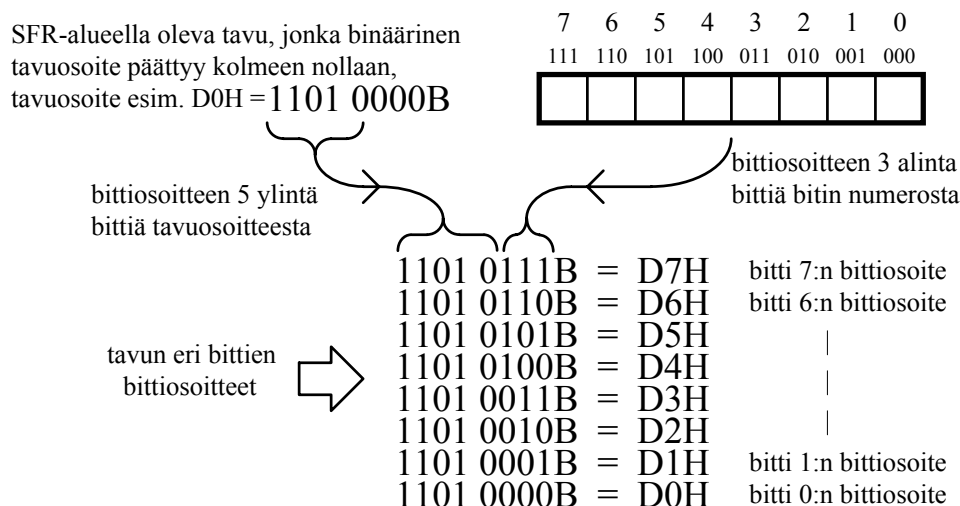 SFR-alueella oleva tavu, jonka binäärinen
tavuosoite päättyy kolmeen nollaan,
tavuosoite esim. D0H =1101 0000B
7 6 5 4 3 2 1 0
111 110 101 100 011 010 001 000
bittiosoitteen 5 ylintä
bittiä tavuosoitteesta
bittiosoitteen 3 alinta
bittiä bitin numerosta
1101 0111B = D7H bitti 7:n bittiosoite
1101 0110B = D6H bitti 6:n bittiosoite
1101 0101B = D5H
1101 0100B = D4H
1101 0011B = D3H
1101 0010B = D2H
1101 0001B = D1H bitti 1:n bittiosoite
1101 0000B = D0H bitti 0:n bittiosoite
tavun eri bittien
bittiosoitteet